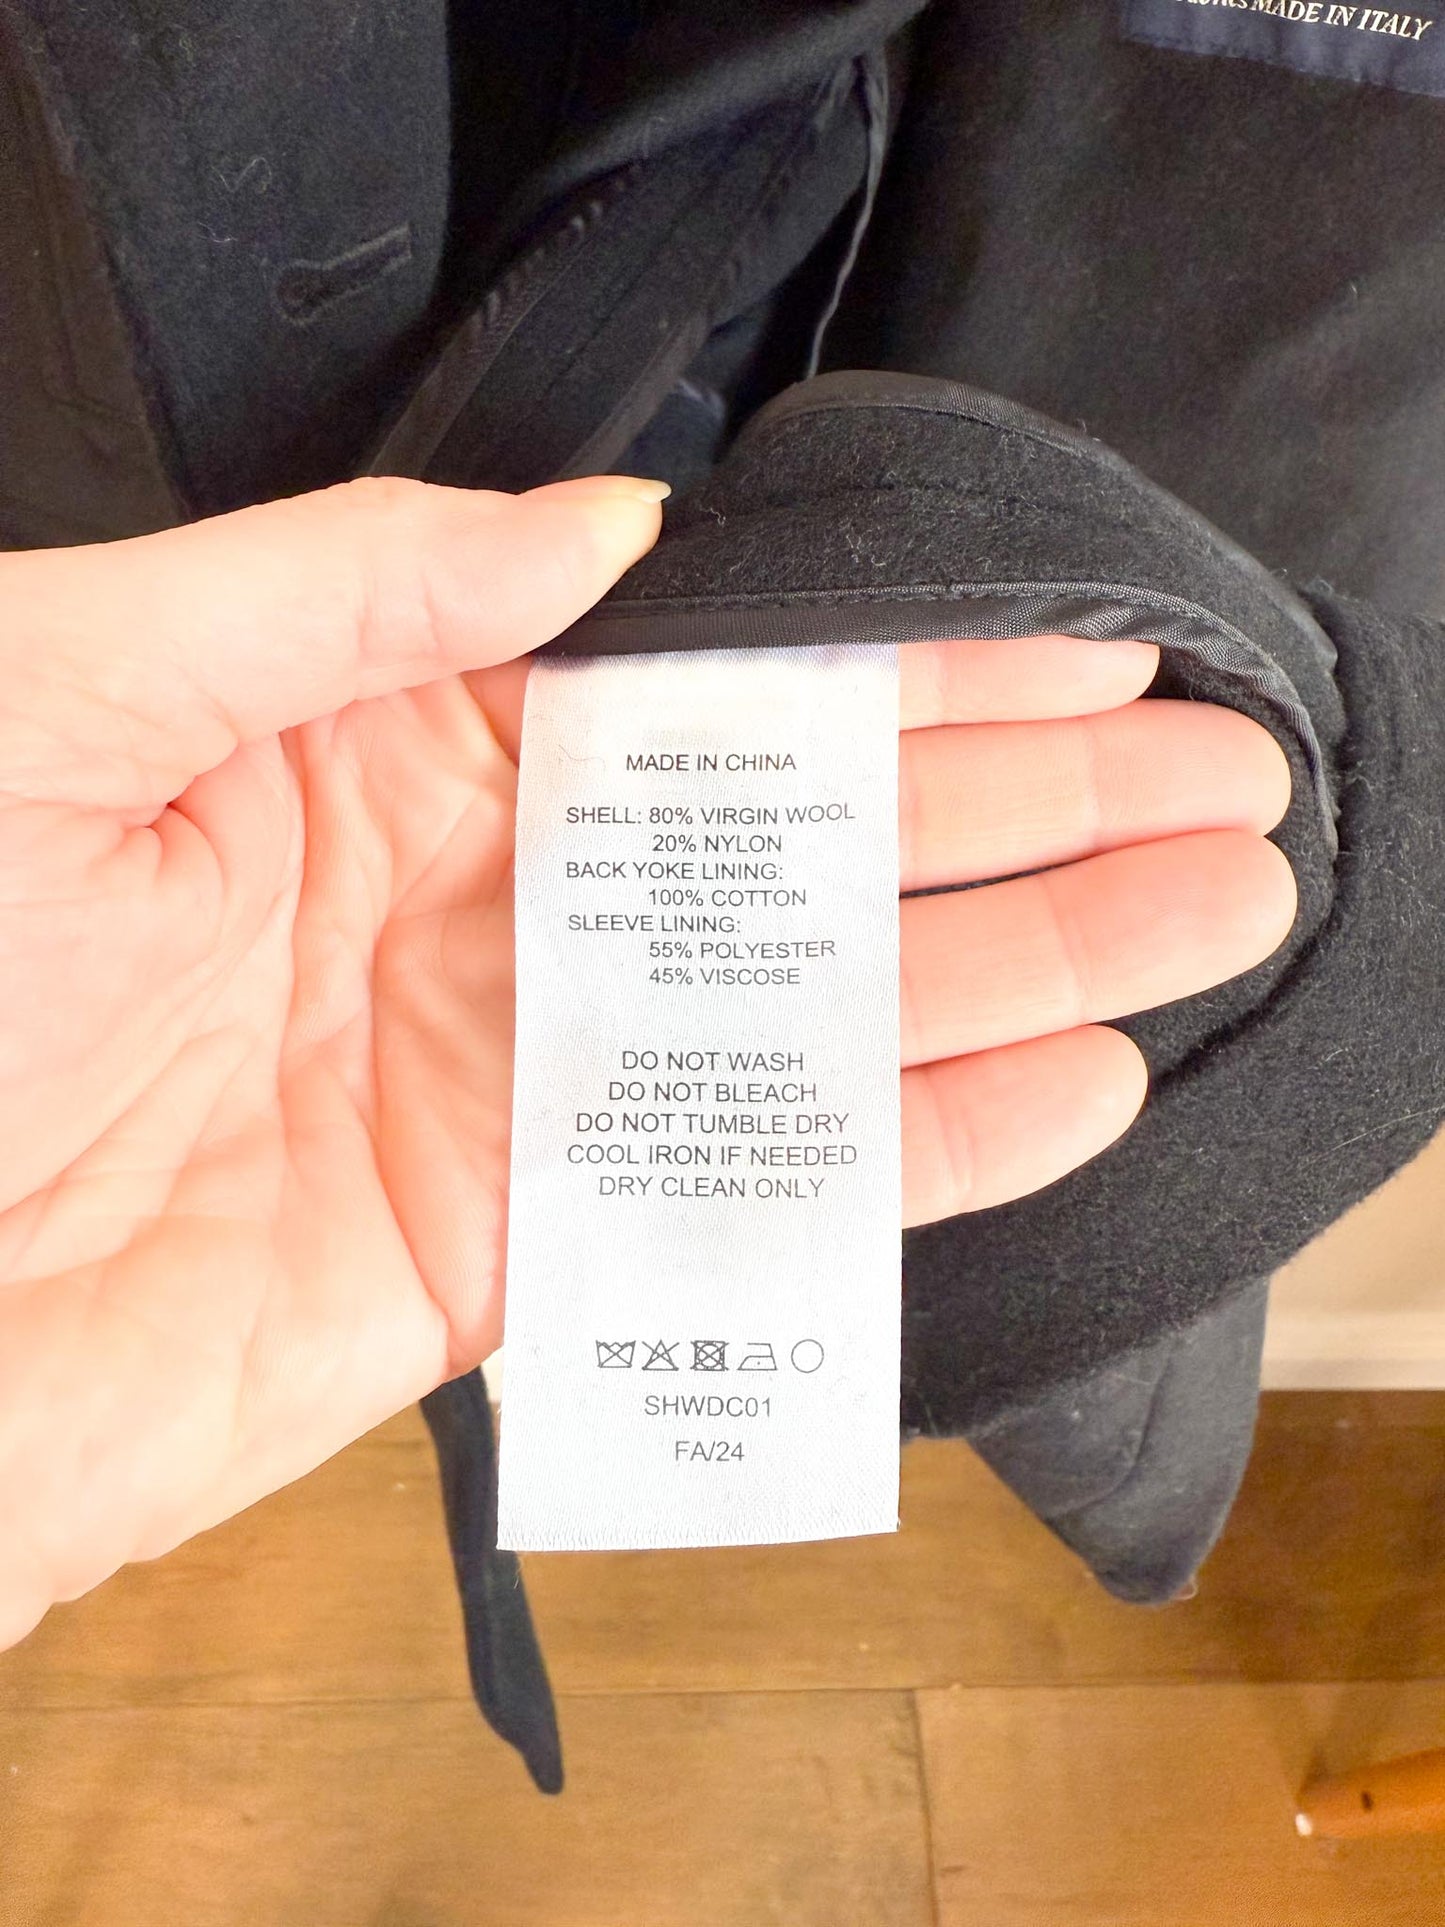 MADE IN ITALY
MADE IN CHINA
SHELL: 80% VIRGIN WOOL
20% NYLON
BACK YOKE LINING:
100% COTTON
SLEEVE LINING:
55% POLYESTER
45% VISCOSE
DO NOT WASH
DO NOT BLEACH
DO NOT TUMBLE DRY
COOL IRON IF NEEDED
DRY CLEAN ONLY
SHWDC01
FA/24